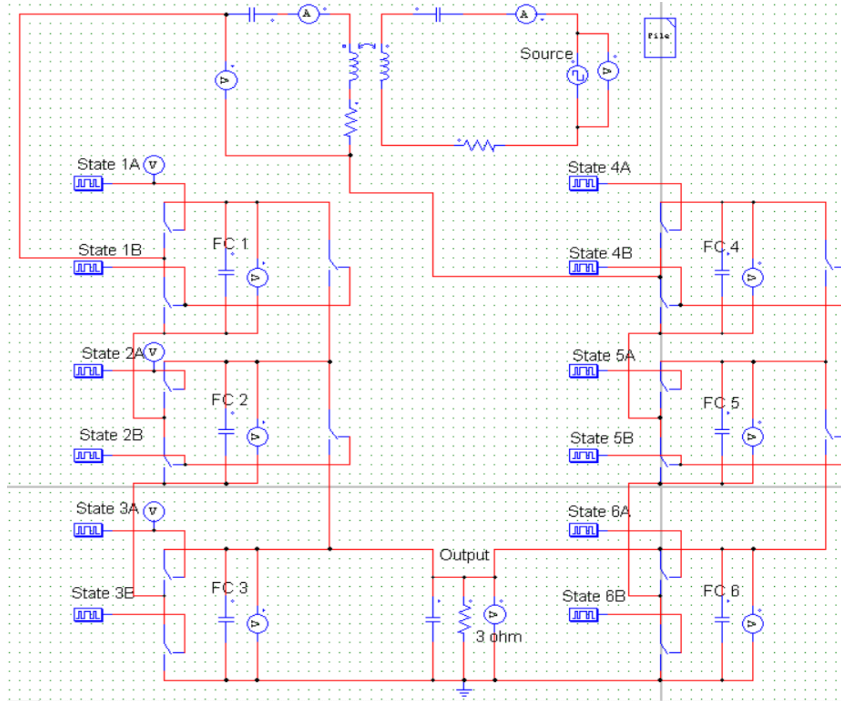 A
A
File
Source
V
V
State 1A
V
State 4A
State 1B
FC 1
State 4B
FC 4
V
V
State 2A
V
State 5A
FC 2
FC 5
State 2B
V
State 5B
V
State 3A
V
State 6A
Output
State 3B
FC 3
State 6B
FC 6
V
V
V
3 ohm